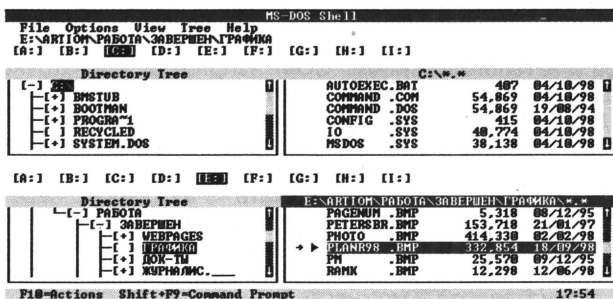 MS-DOS Shell
File Options View Tree Help
E:\ARTIOM\РАБОТА\ЗАВЕРШЕН\ГРАФИКА
[A:] [B:] [C:] [D:] [E:] [F:] [G:] [H:] [I:]
Directory Tree
C:\*.*
[-] C:\
[+] BMSTUB
[+] BOOTMAN
[+] PROGRA~1
[ ] RECYCLED
[+] SYSTEM.DOS
AUTOEXEC.BAT 407 04/10/98
COMMAND .COM 54,869 04/10/98
COMMAND .DOS 54,869 19/08/94
CONFIG .SYS 415 04/10/98
IO .SYS 40,774 04/10/98
MSDOS .SYS 38,138 04/10/98
[A:] [B:] [C:] [D:] [E:] [F:] [G:] [H:] [I:]
Directory Tree
E:\ARTIOM\РАБОТА\ЗАВЕРШЕН\ГРАФИКА\*.*
[-] РАБОТА
[-] ЗАВЕРШЕН
[+] WEBPAGES
[ ] ГРАФИКА
[+] ДОК-ТЫ
[+] ЖУРНАЛИС.___
PAGENUM .BMP 5,318 08/12/95
PETERSBR.BMP 153,718 21/01/97
PHOTO .BMP 414,330 02/02/98
PLANR98 .BMP 332,854 18/09/98
PM .BMP 25,570 09/12/95
RAMK .BMP 12,298 12/06/98
F10=Actions Shift+F9=Command Prompt 17:54